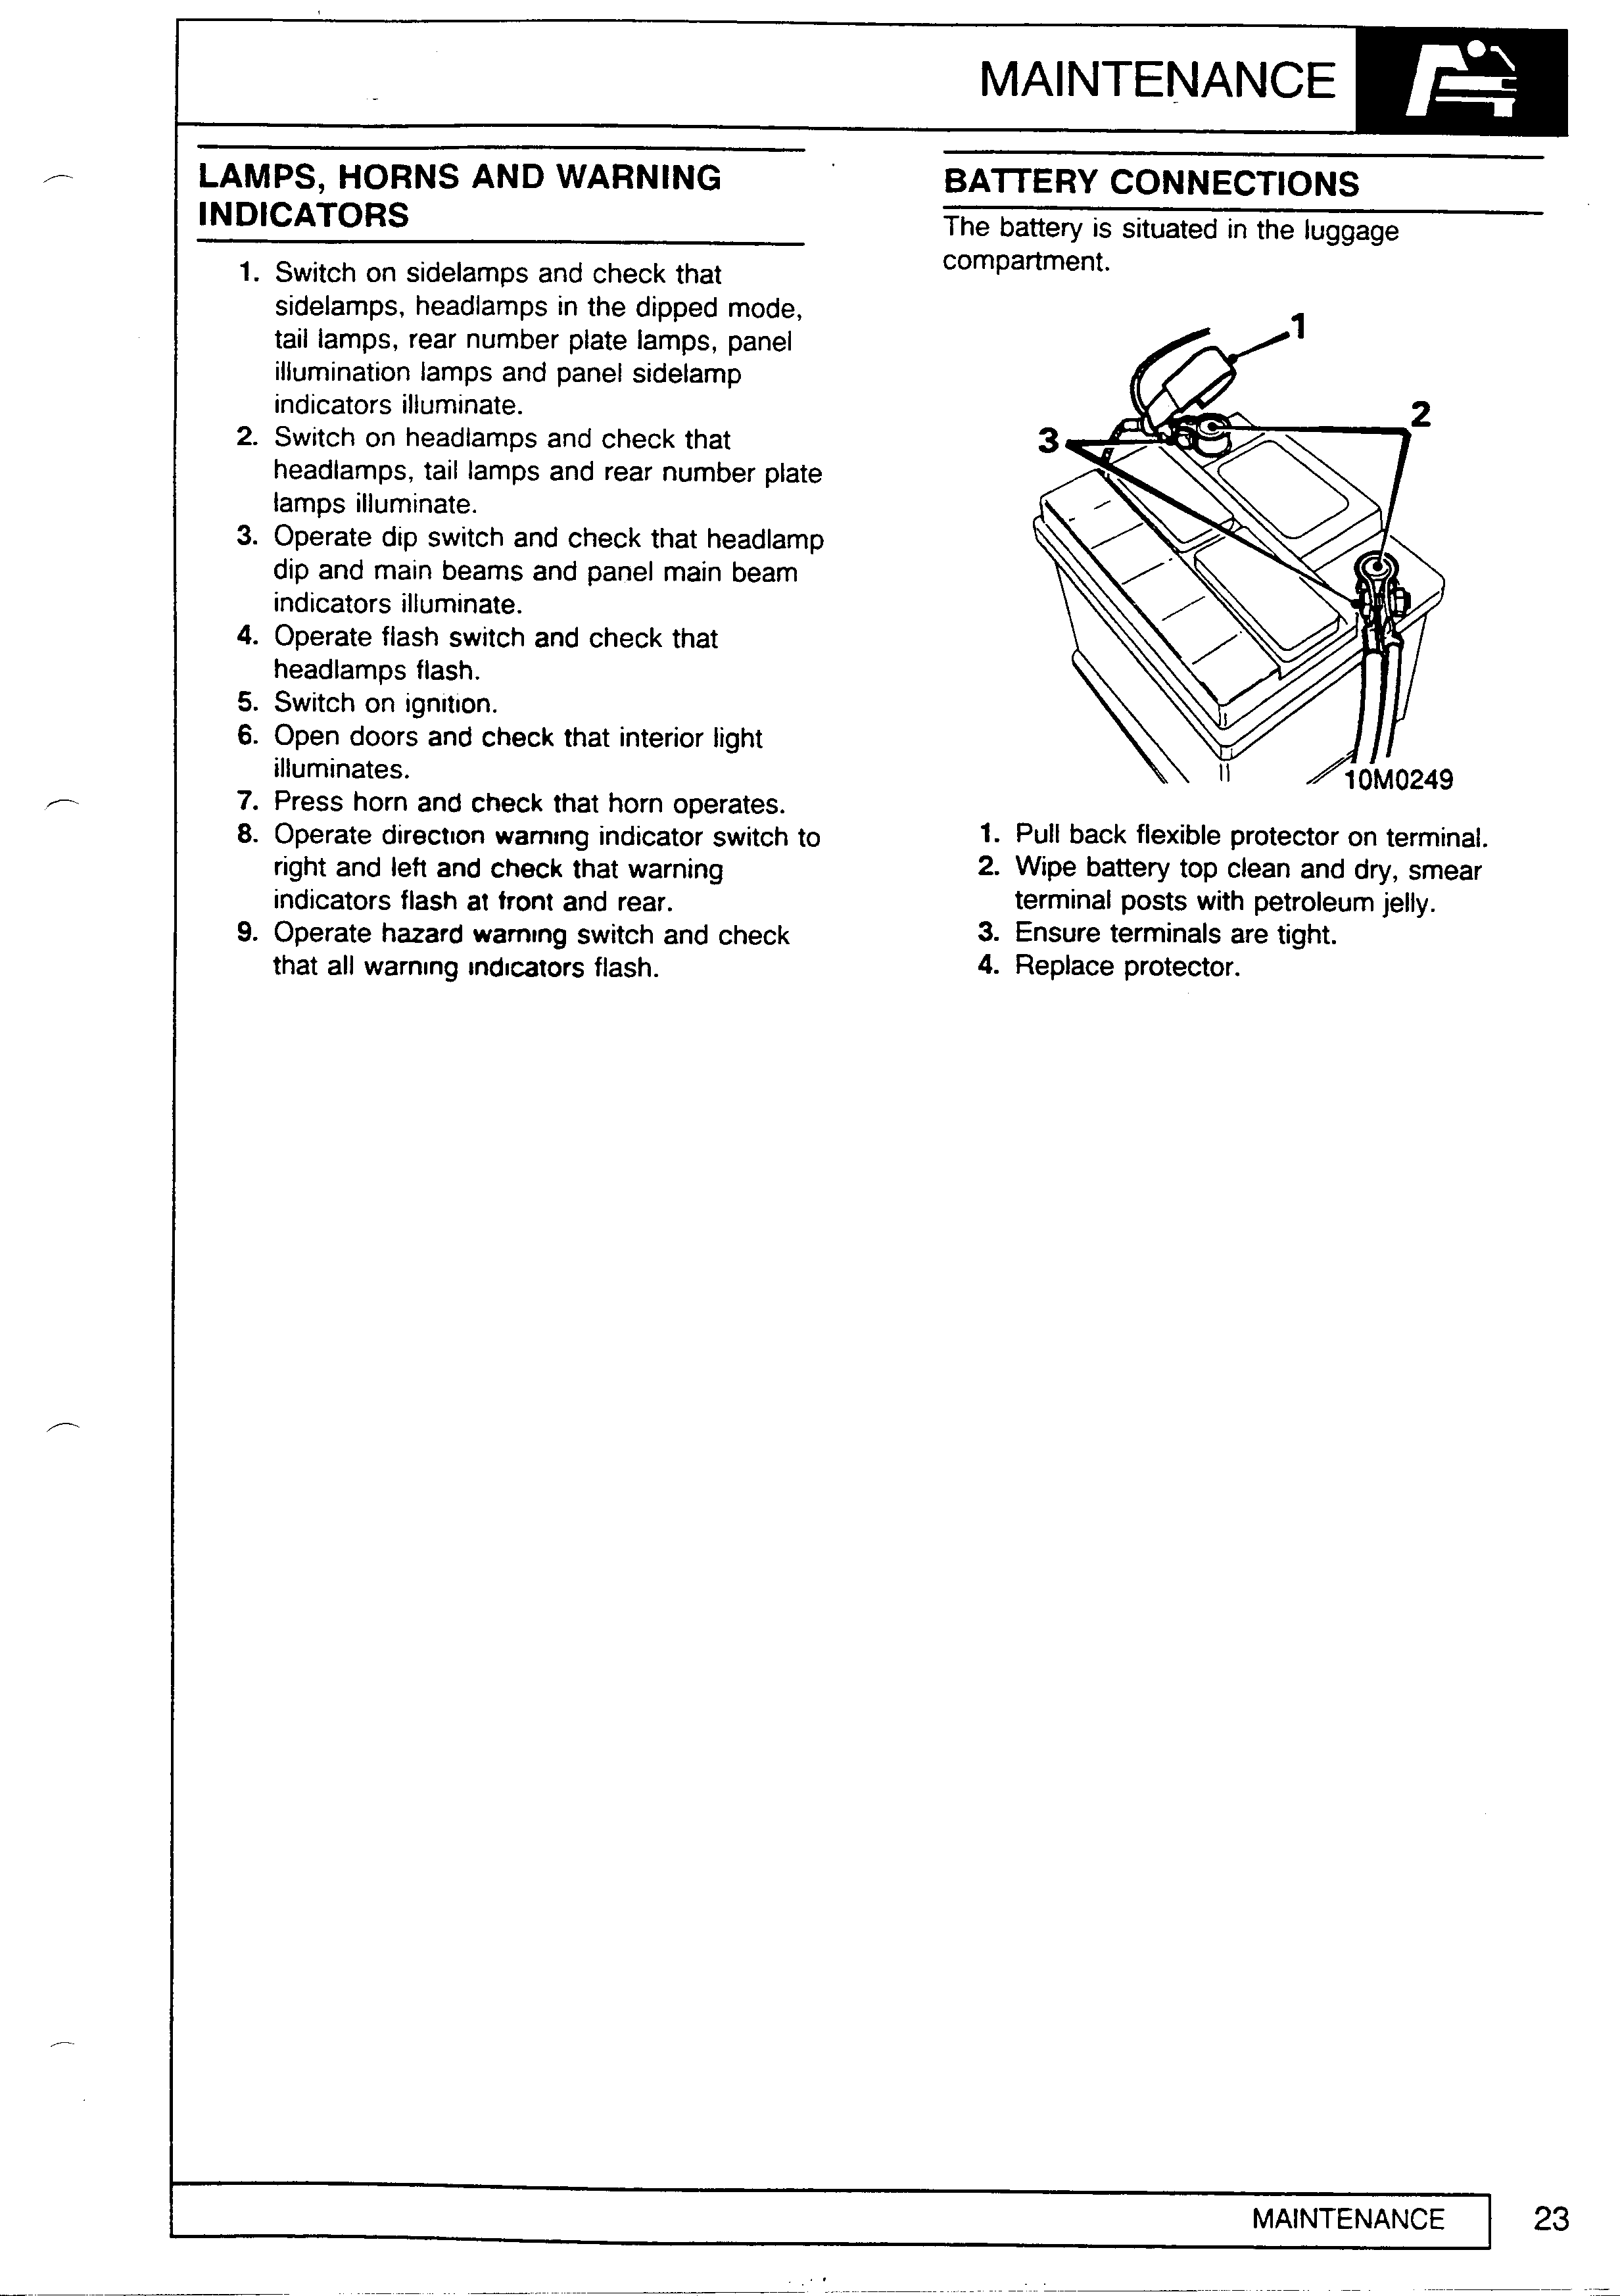 MAINTENANCE
LAMPS, HORNS AND WARNING
INDICATORS
1. Switch on sidelamps and check that
sidelamps, headlamps in the dipped mode,
tail lamps, rear number plate lamps, panel
illumination lamps and panel sidelamp
indicators illuminate.
2. Switch on headlamps and check that
headlamps, tail lamps and rear number plate
lamps illuminate.
3. Operate dip switch and check that headlamp
dip and main beams and panel main beam
indicators illuminate.
4. Operate flash switch and check that
headlamps flash.
5. Switch on ignition.
6. Open doors and check that interior light
illuminates.
7. Press horn and check that horn operates.
8. Operate direction warning indicator switch to
right and left and check that warning
indicators flash at front and rear.
9. Operate hazard warning switch and check
that all warning indicators flash.
BATTERY CONNECTIONS
The battery is situated in the luggage
compartment.
1
2
3
10M0249
1. Pull back flexible protector on terminal.
2. Wipe battery top clean and dry, smear
terminal posts with petroleum jelly.
3. Ensure terminals are tight.
4. Replace protector.
MAINTENANCE
23